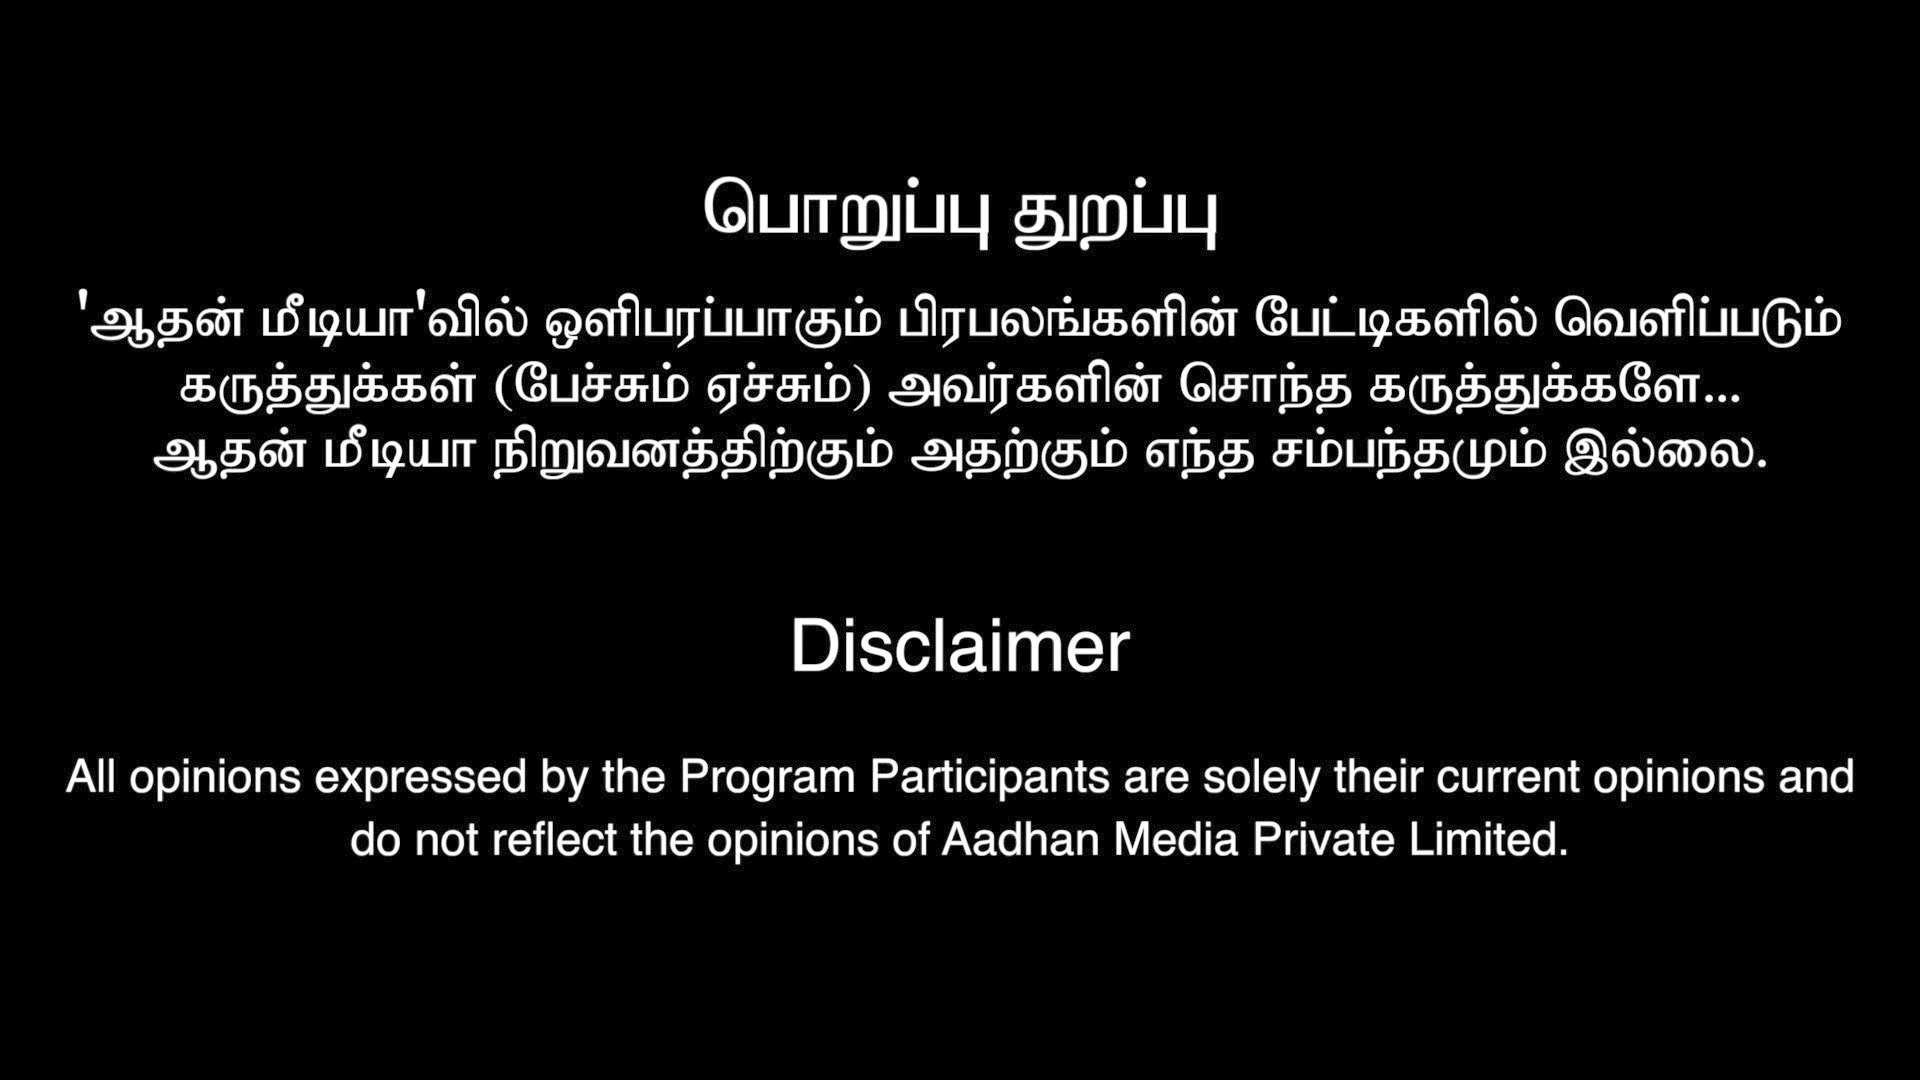 பொறுப்பு துறப்பு
'ஆதன் மீடியா'வில் ஒளிபரப்பாகும் பிரபலங்களின் பேட்டிகளில் வெளிப்படும்
கருத்துக்கள் (பேச்சும் ஏச்சும்) அவர்களின் சொந்த கருத்துக்களே...
ஆதன் மீடியா நிறுவனத்திற்கும் அதற்கும் எந்த சம்பந்தமும் இல்லை.
Disclaimer
All opinions expressed by the Program Participants are solely their current opinions and
do not reflect the opinions of Aadhan Media Private Limited.